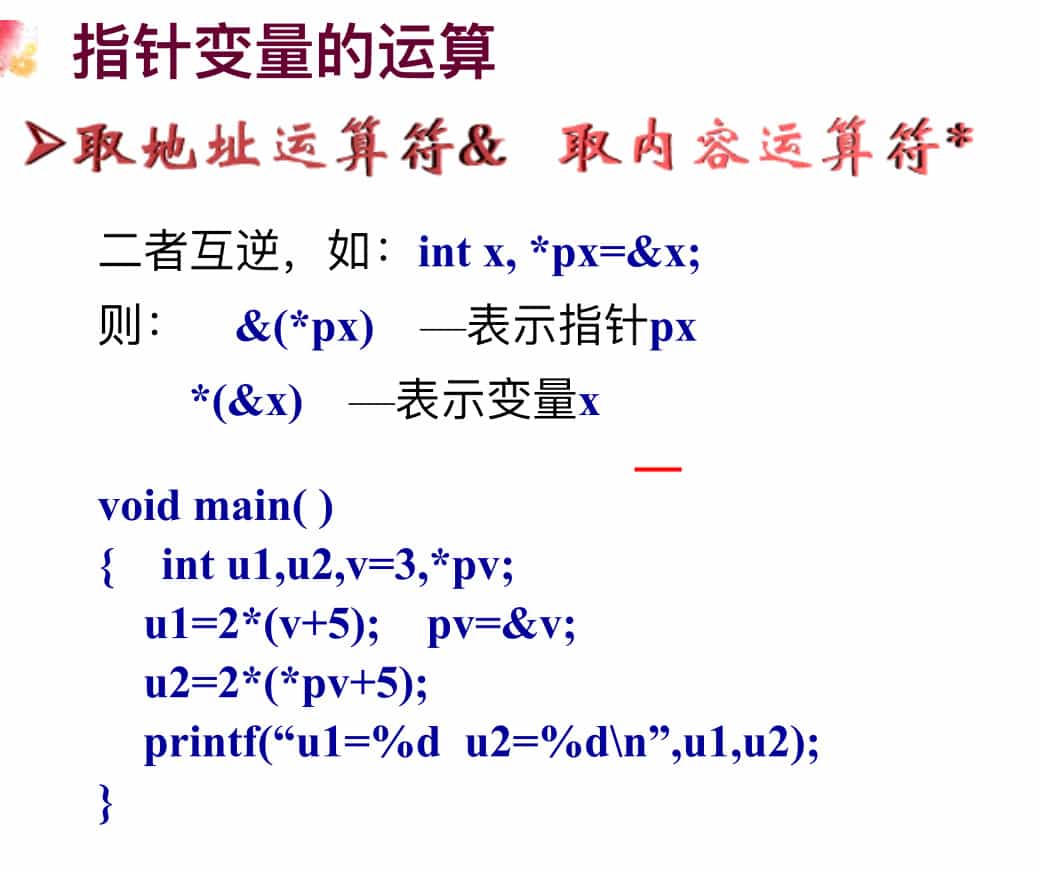 指针变量的运算
➢取地址运算符& 取内容运算符*
二者互逆，如：int x, *px=&x;
则： &(*px) —表示指针px
*(&x) —表示变量x
void main( )
{ int u1,u2,v=3,*pv;
u1=2*(v+5); pv=&v;
u2=2*(*pv+5);
printf(“u1=%d u2=%d\n”,u1,u2);
}